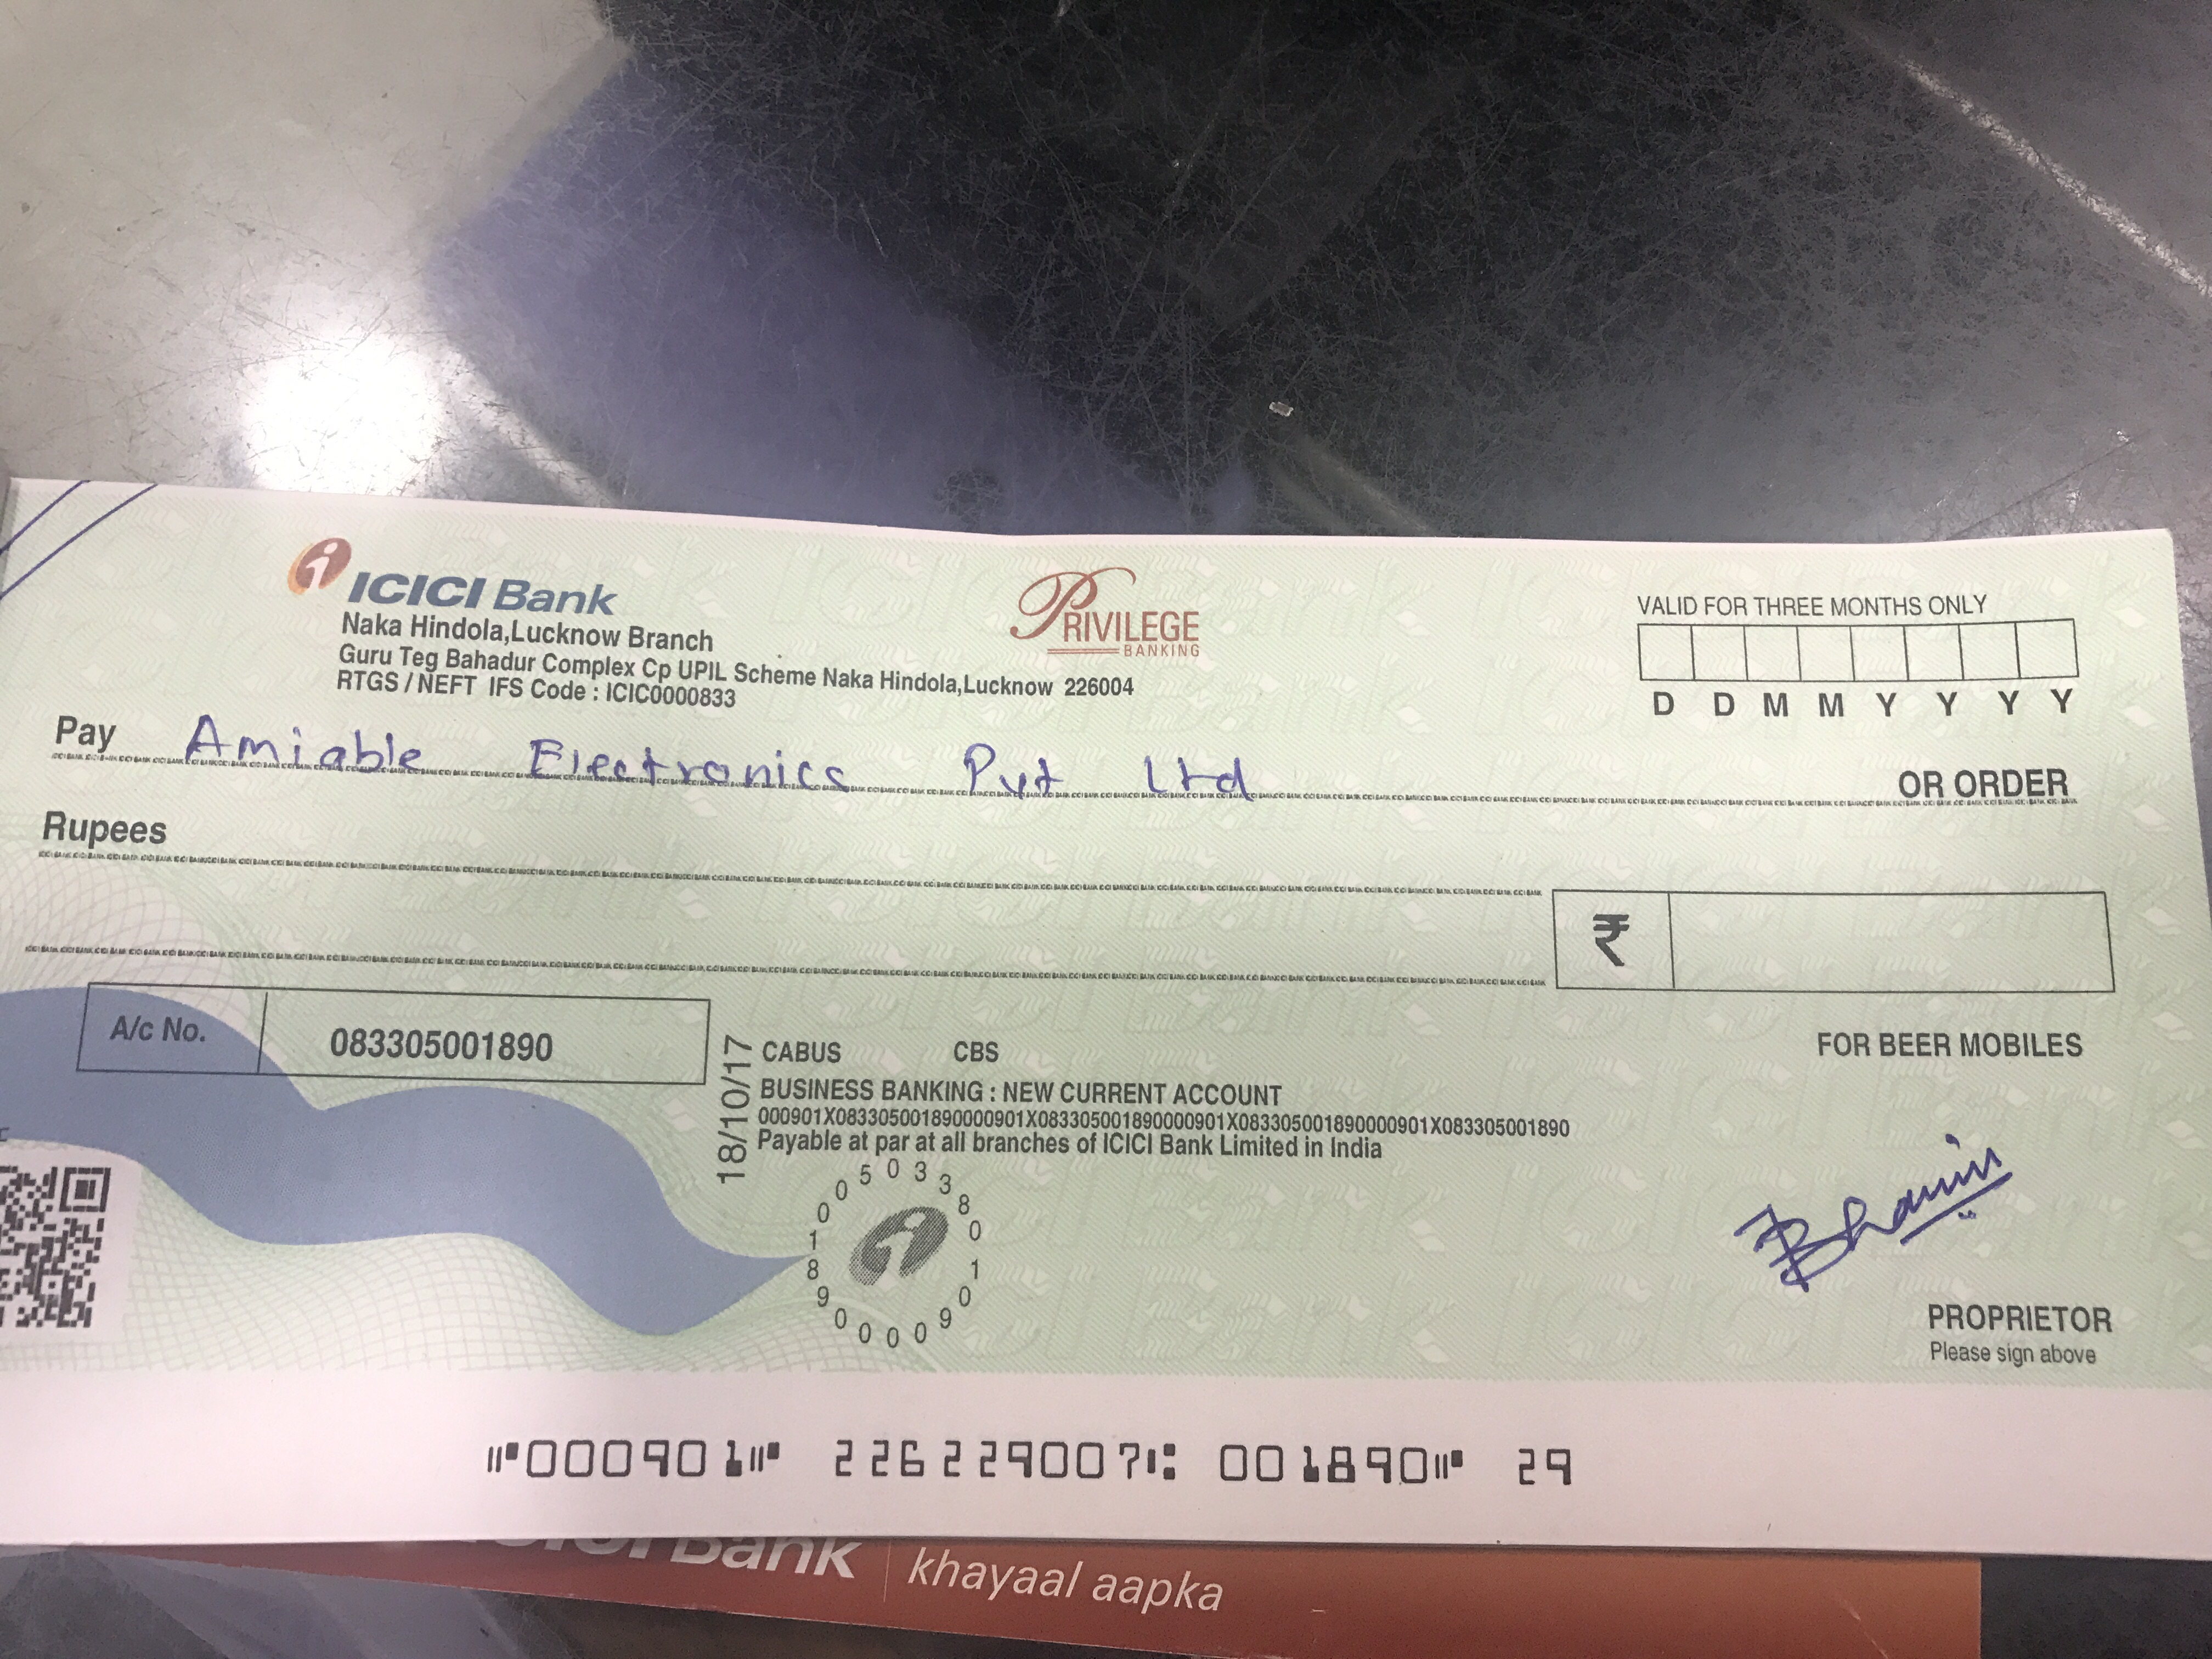 ICICI Bank
Naka Hindola,Lucknow Branch
Guru Teg Bahadur Complex Cp UPIL Scheme Naka Hindola,Lucknow 226004
RTGS / NEFT IFS Code : ICIC0000833
PRIVILEGE
BANKING
VALID FOR THREE MONTHS ONLY
D D M M Y Y Y Y
Pay Amiable Electronics Pvt Ltd OR ORDER
Rupees
₹
A/c No. 083305001890
CABUS CBS
FOR BEER MOBILES
18/10/17
BUSINESS BANKING : NEW CURRENT ACCOUNT
000901X083305001890000901X083305001890000901X083305001890000901X083305001890
Payable at par at all branches of ICICI Bank Limited in India
PROPRIETOR
Please sign above
⑈000901⑈ 226229007⑆ 001890⑈ 29
Bank khayaal aapka